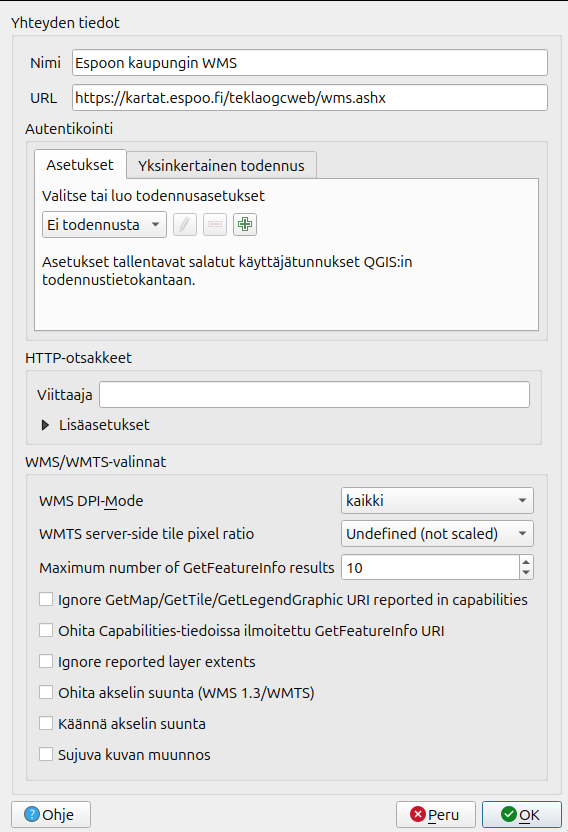 Yhteyden tiedot
Nimi Espoon kaupungin WMS
URL https://kartat.espoo.fi/teklaogcweb/wms.ashx
Autentikointi
Asetukset Yksinkertainen todennus
Valitse tai luo todennusasetukset
Ei todennusta
Asetukset tallentavat salatut käyttäjätunnukset QGIS:in
todennustietokantaan.
HTTP-otsakkeet
Viittaaja
Lisäasetukset
WMS/WMTS-valinnat
WMS DPI-Mode kaikki
WMTS server-side tile pixel ratio Undefined (not scaled)
Maximum number of GetFeatureInfo results 10
Ignore GetMap/GetTile/GetLegendGraphic URI reported in capabilities
Ohita Capabilities-tiedoissa ilmoitettu GetFeatureInfo URI
Ignore reported layer extents
Ohita akselin suunta (WMS 1.3/WMTS)
Käännä akselin suunta
Sujuva kuvan muunnos
Ohje Peru OK